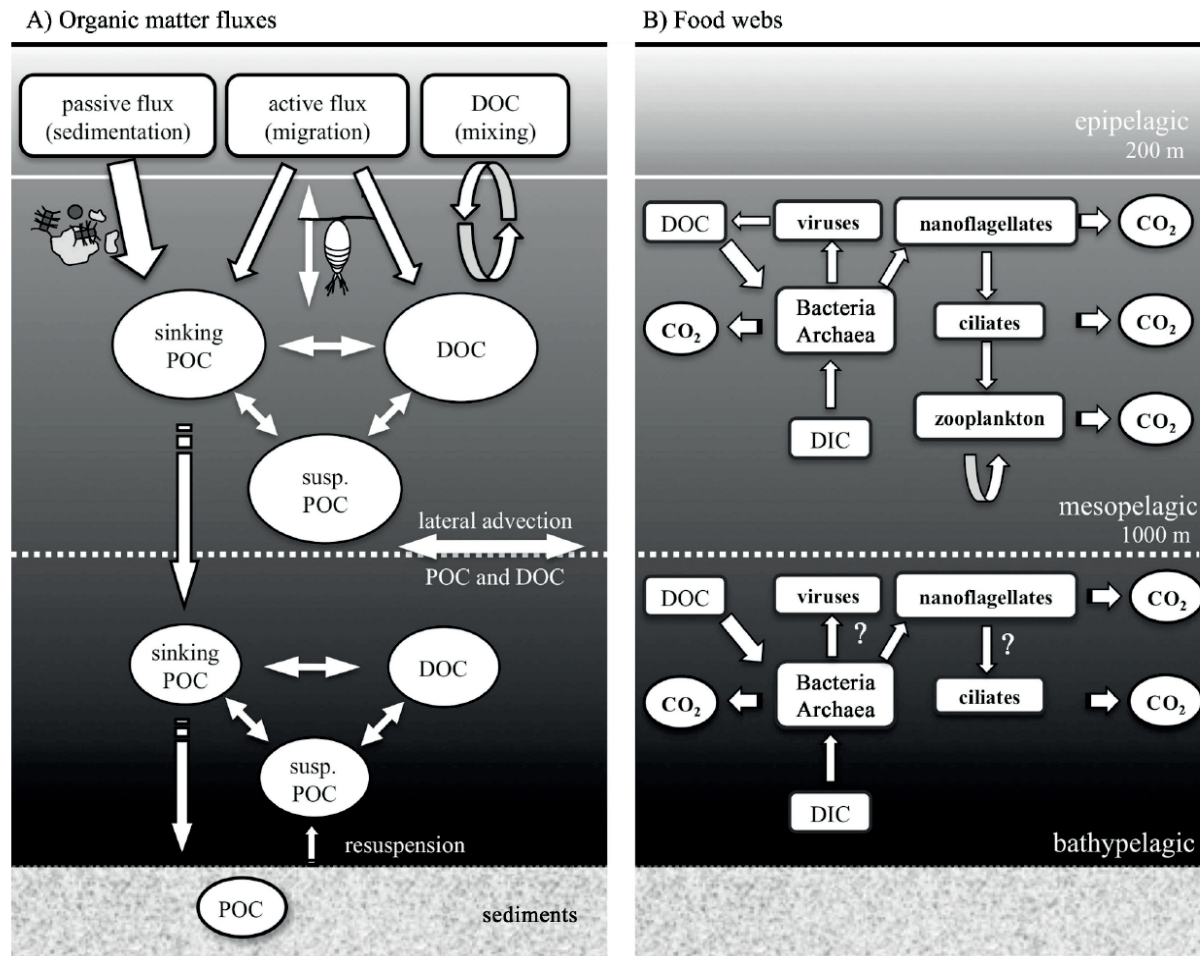 A) Organic matter fluxes
passive flux
(sedimentation)
active flux
(migration)
DOC
(mixing)
sinking
POC
DOC
susp.
POC
lateral advection
POC and DOC
sinking
POC
DOC
susp.
POC
resuspension
POC
sediments
B) Food webs
epipelagic
200 m
DOC
viruses
nanoflagellates
CO2
Bacteria
Archaea
CO2
ciliates
CO2
DIC
zooplankton
CO2
mesopelagic
1000 m
DOC
viruses
nanoflagellates
CO2
?
?
Bacteria
Archaea
CO2
ciliates
CO2
DIC
bathypelagic